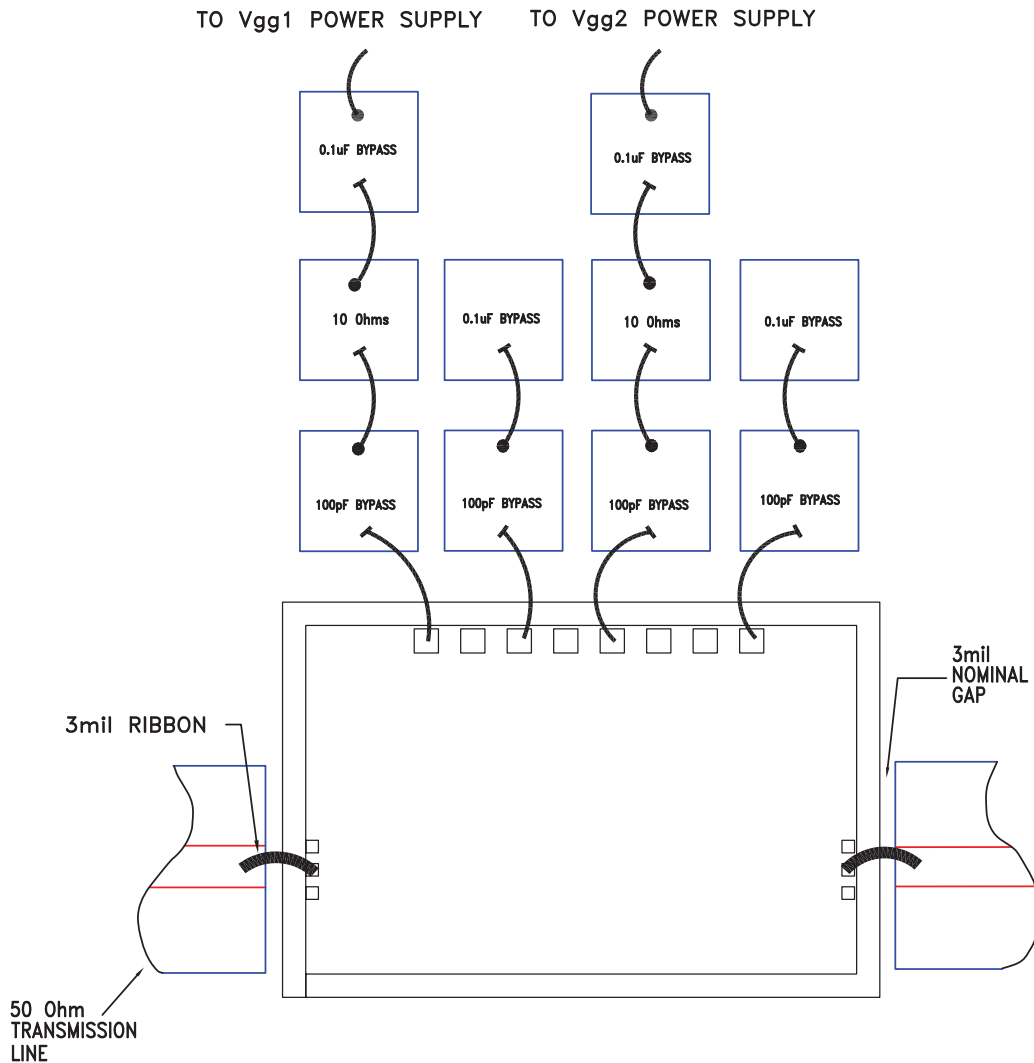 TO Vgg1 POWER SUPPLY
TO Vgg2 POWER SUPPLY
0.1uF BYPASS
0.1uF BYPASS
10 Ohms
0.1uF BYPASS
10 Ohms
0.1uF BYPASS
100pF BYPASS
100pF BYPASS
100pF BYPASS
100pF BYPASS
3mil
NOMINAL
GAP
3mil RIBBON
50 Ohm
TRANSMISSION
LINE